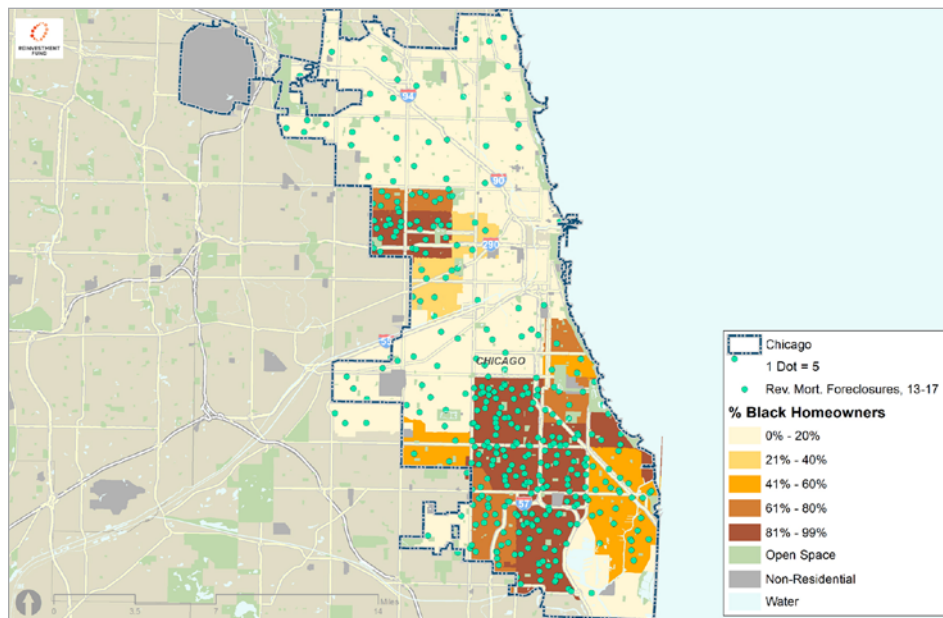 REINVESTMENT
FUND
94
90
290
55
CHICAGO
57
0
3.5
7
14
Miles
Chicago
1 Dot = 5
Rev. Mort. Foreclosures, 13-17
% Black Homeowners
0% - 20%
21% - 40%
41% - 60%
61% - 80%
81% - 99%
Open Space
Non-Residential
Water